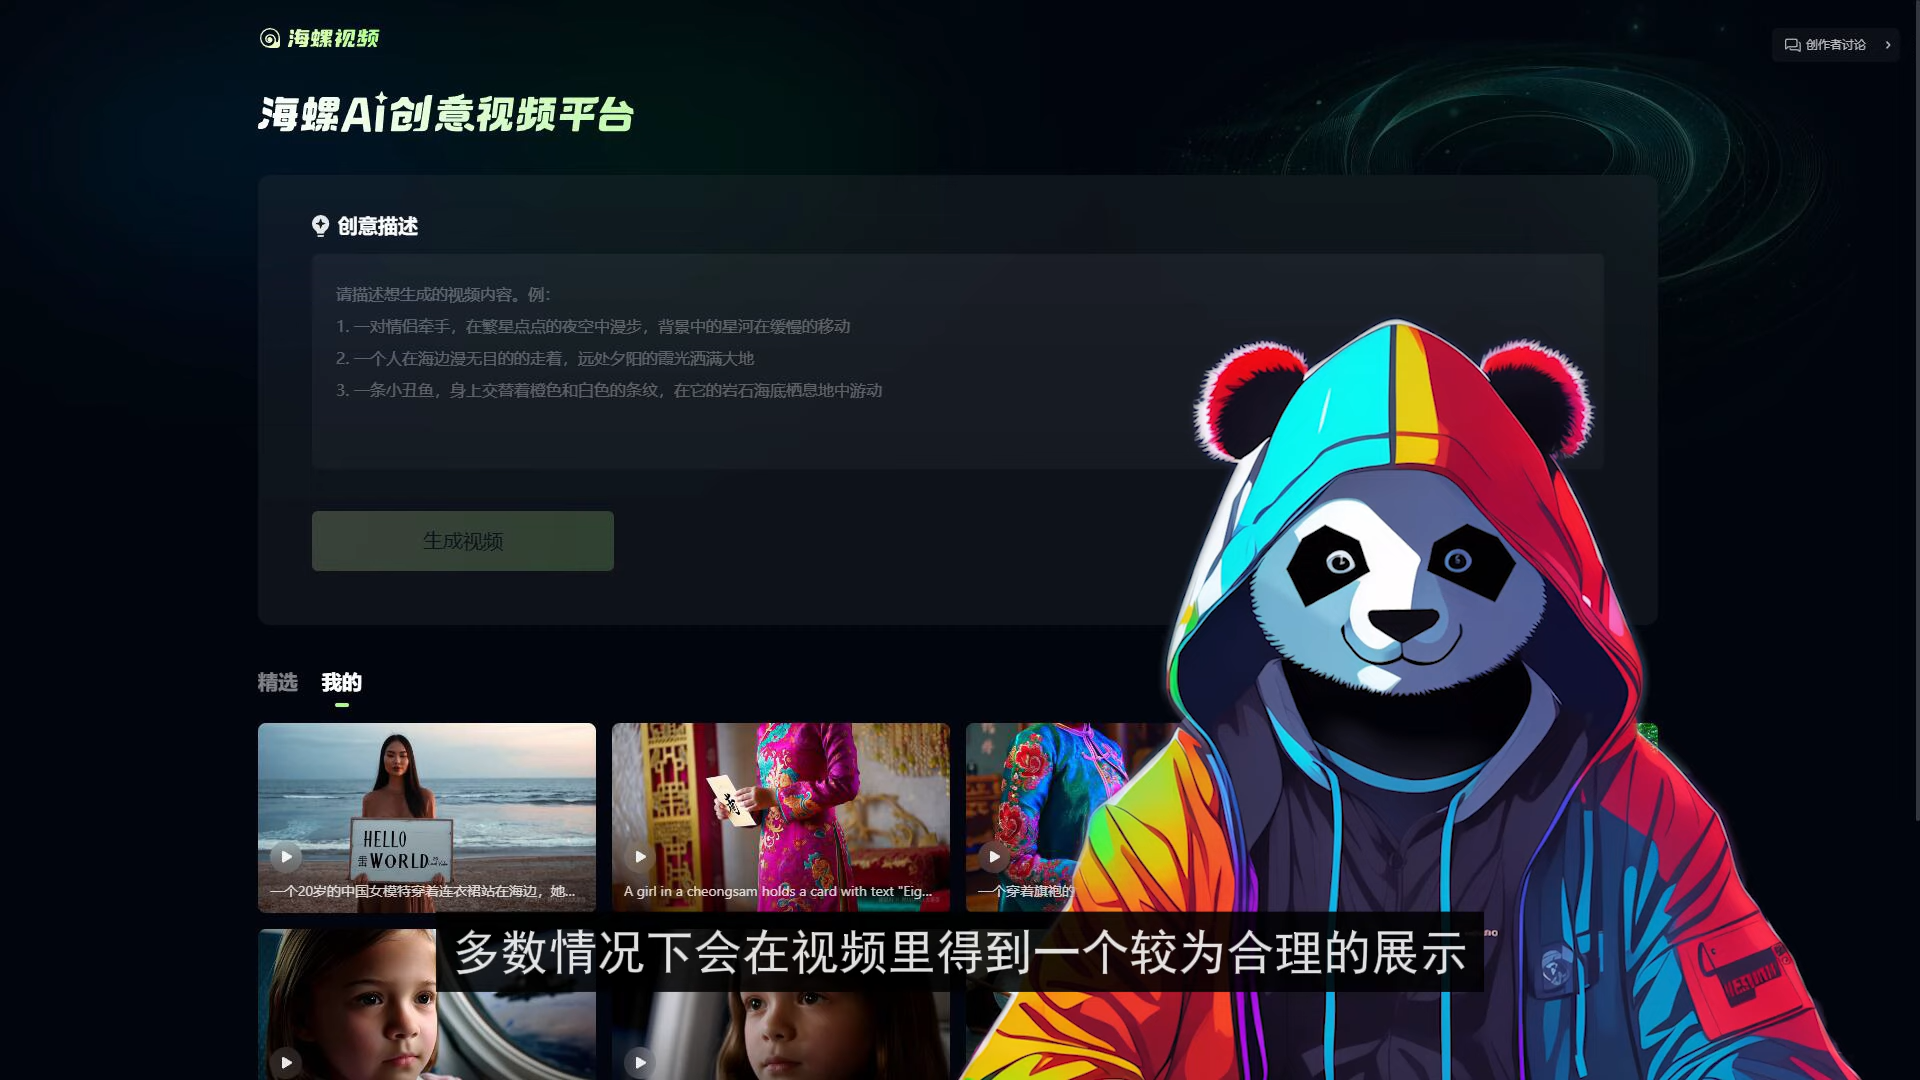 海螺视频
创作者讨论
海螺Ai创意视频平台
创意描述
请描述想生成的视频内容。例：
1. 一对情侣牵手，在繁星点点的夜空中漫步，背景中的星河在缓慢的移动
2. 一个人在海边漫无目的的走着，远处夕阳的霞光洒满大地
3. 一条小丑鱼，身上交替着橙色和白色的条纹，在它的岩石海底栖息地中游动
生成视频
精选 我的
HELLO
WORLD
一个20岁的中国女模特穿着连衣裙站在海边，她...
A girl in a cheongsam holds a card with text "Eig...
一个穿着旗袍的
多数情况下会在视频里得到一个较为合理的展示